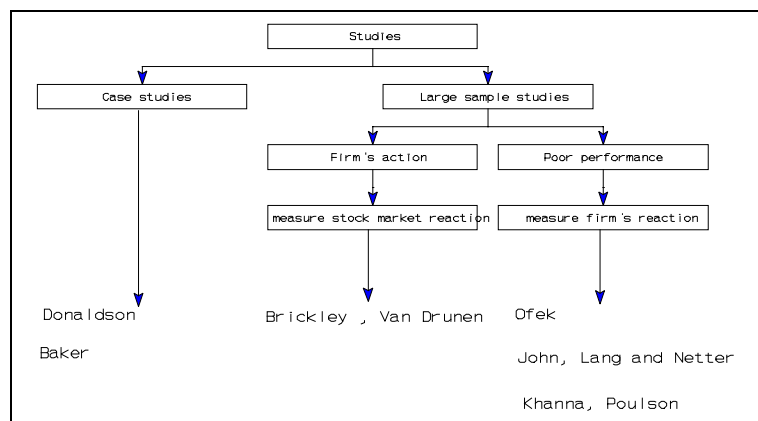 Studies
Case studies
Large sample studies
Firm's action
Poor performance
measure stock market reaction
measure firm's reaction
Donaldson
Baker
Brickley , Van Drunen
Ofek
John, Lang and Netter
Khanna, Poulson